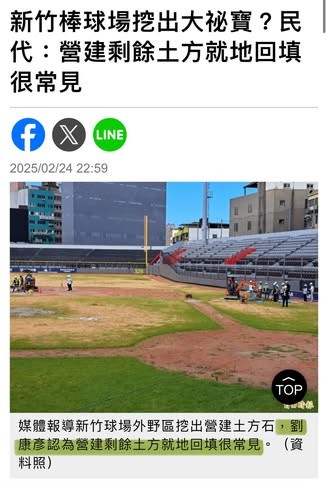 新竹棒球場挖出大祕寶？民
代：營建剩餘土方就地回填
很常見
LINE
2025/02/24 22:59
TOP
媒體報導新竹球場外野區挖出營建土方石，劉
康彥認為營建剩餘土方就地回填很常見。（資
料照）